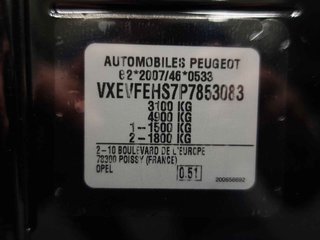 AUTOMOBILES PEUGEOT
e2*2007/46*0533
VXEVFEHS7P7853083
3100 KG
4900 KG
1-1500 KG
2-1800 KG
2-10 BOULEVARD DE L'EUROPE
78300 POISSY (FRANCE)
OPEL 0.51